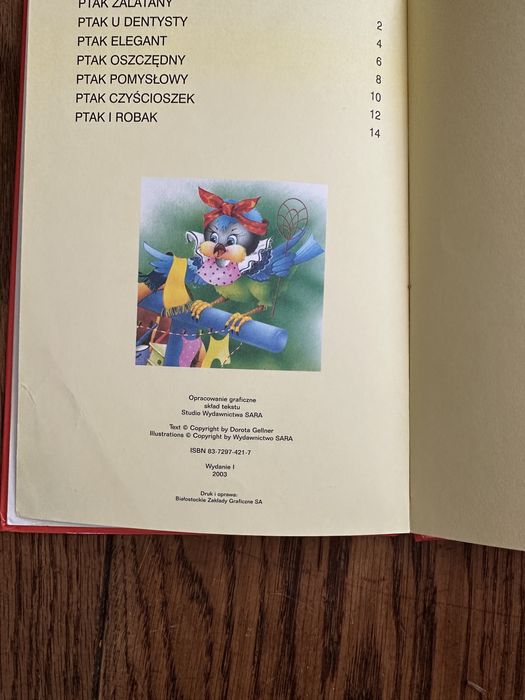 PTAK ZALATANY 2
PTAK U DENTYSTY 4
PTAK ELEGANT 6
PTAK OSZCZĘDNY 8
PTAK POMYSŁOWY 10
PTAK CZYŚCIOSZEK 12
PTAK I ROBAK 14
Opracowanie graficzne
skład tekstu
Studio Wydawnictwa SARA
Text © Copyright by Dorota Gellner
Illustrations © Copyright by Wydawnictwo SARA
ISBN 83-7297-421-7
Wydanie I
2003
Druk i oprawa:
Białostockie Zakłady Graficzne SA